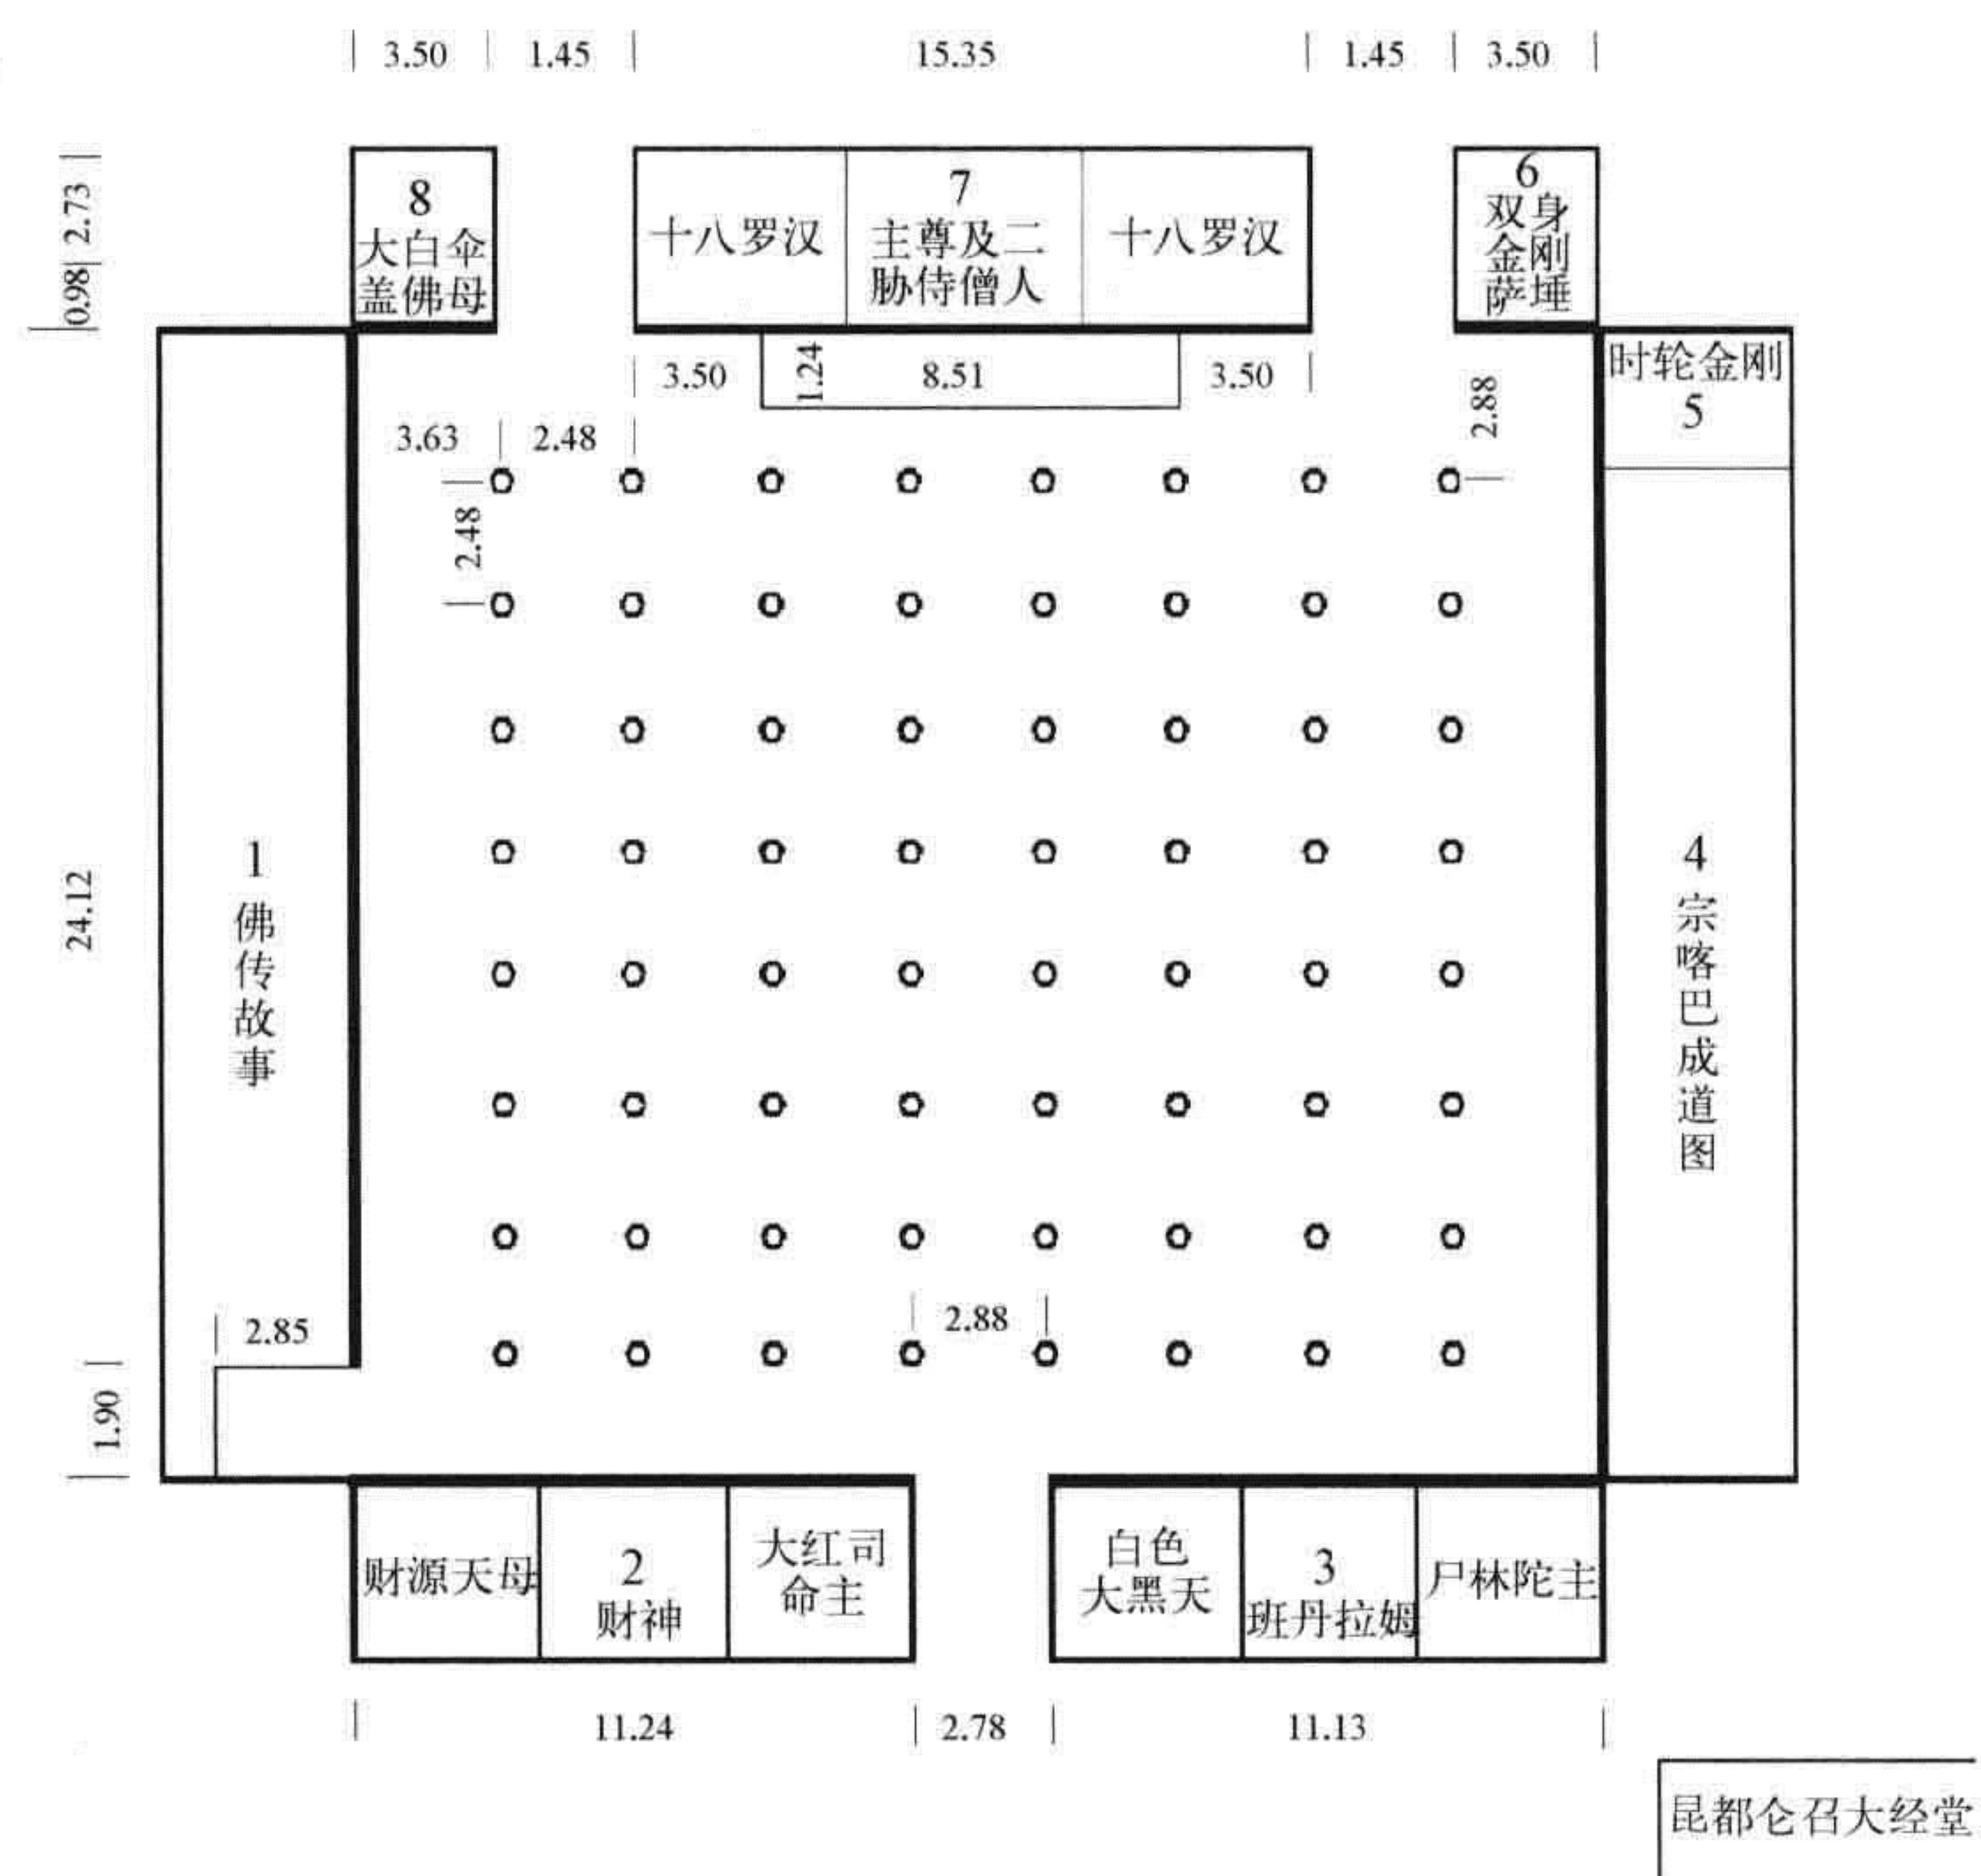 3.50 1.45 15.35 1.45 3.50
2.73
0.98
8
大白伞
盖佛母
十八罗汉
7
主尊及二
胁侍僧人
十八罗汉
6
双身
金刚
萨埵
3.50
1.24
8.51
3.50
2.88
时轮金刚
5
3.63 2.48
2.48
24.12
1
佛传故事
4
宗喀巴成道图
2.85
2.88
1.90
财源天母
2
财神
大红司
命主
白色
大黑天
3
班丹拉姆
尸林陀主
11.24 2.78 11.13
昆都仑召大经堂